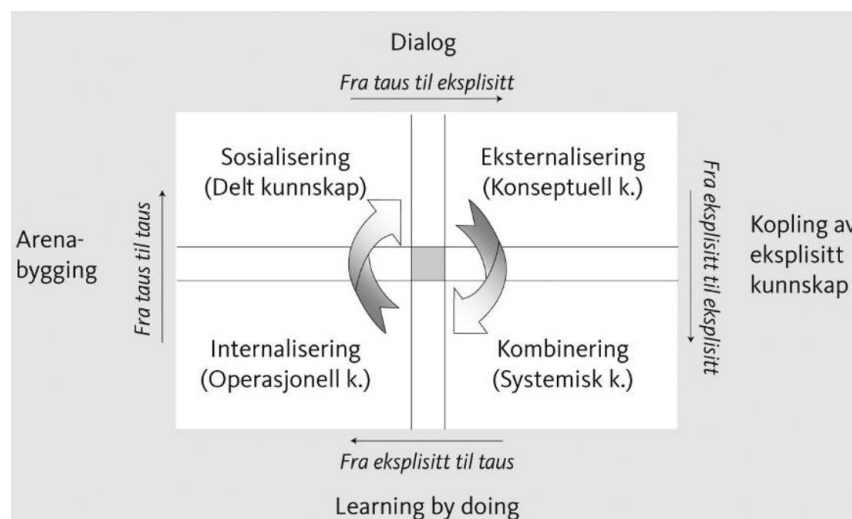 Dialog
Fra taus til eksplisitt
Sosialisering
(Delt kunnskap)
Eksternalisering
(Konseptuell k.)
Arena-
bygging
Fra taus til taus
Fra eksplisitt til eksplisitt
Kopling av
eksplisitt
kunnskap
Internalisering
(Operasjonell k.)
Kombinering
(Systemisk k.)
Fra eksplisitt til taus
Learning by doing